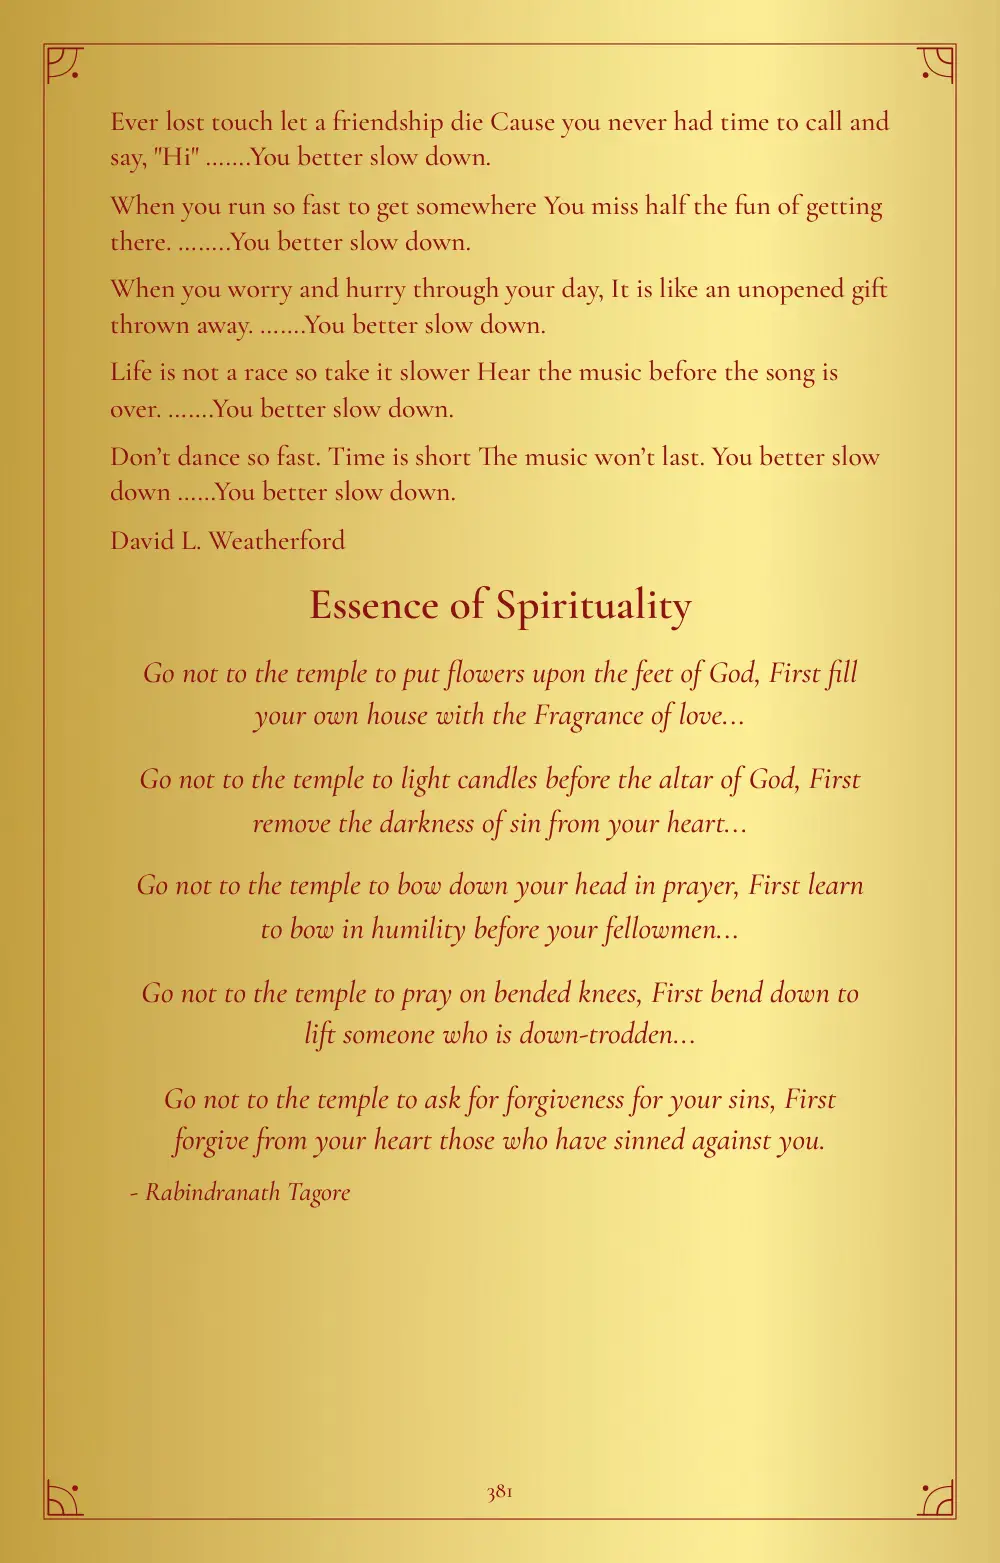 Ever lost touch let a friendship die Cause you never had time to call and
say, "Hi" .......You better slow down.
When you run so fast to get somewhere You miss half the fun of getting
there. ........You better slow down.
When you worry and hurry through your day, It is like an unopened gift
thrown away. .......You better slow down.
Life is not a race so take it slower Hear the music before the song is
over. .......You better slow down.
Don’t dance so fast. Time is short The music won’t last. You better slow
down ......You better slow down.
David L. Weatherford
Essence of Spirituality
Go not to the temple to put flowers upon the feet of God, First fill
your own house with the Fragrance of love...
Go not to the temple to light candles before the altar of God, First
remove the darkness of sin from your heart...
Go not to the temple to bow down your head in prayer, First learn
to bow in humility before your fellowmen...
Go not to the temple to pray on bended knees, First bend down to
lift someone who is down-trodden...
Go not to the temple to ask for forgiveness for your sins, First
forgive from your heart those who have sinned against you.
- Rabindranath Tagore
381